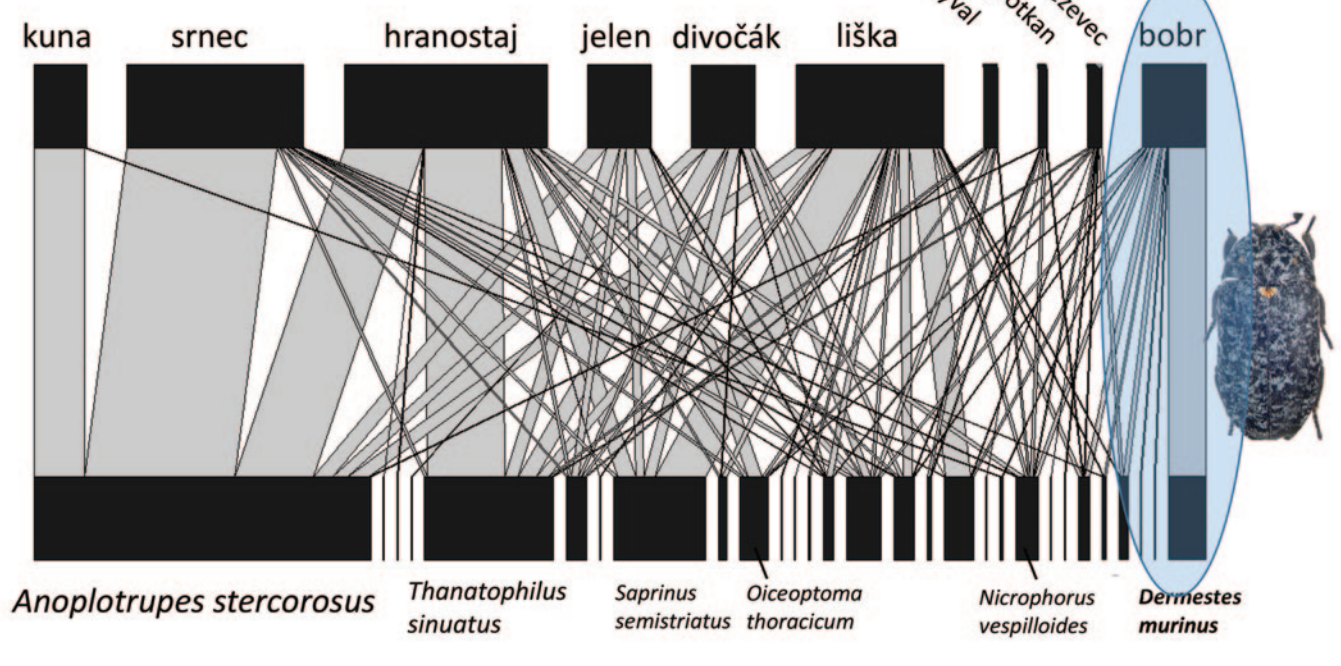 kuna srnec hranostaj jelen divočák liška bobr
Anoplotrupes stercorosus
Thanatophilus
sinuatus
Saprinus
semistriatus
Oiceoptoma
thoracicum
Nicrophorus
vespilloides
Dermestes
murinus